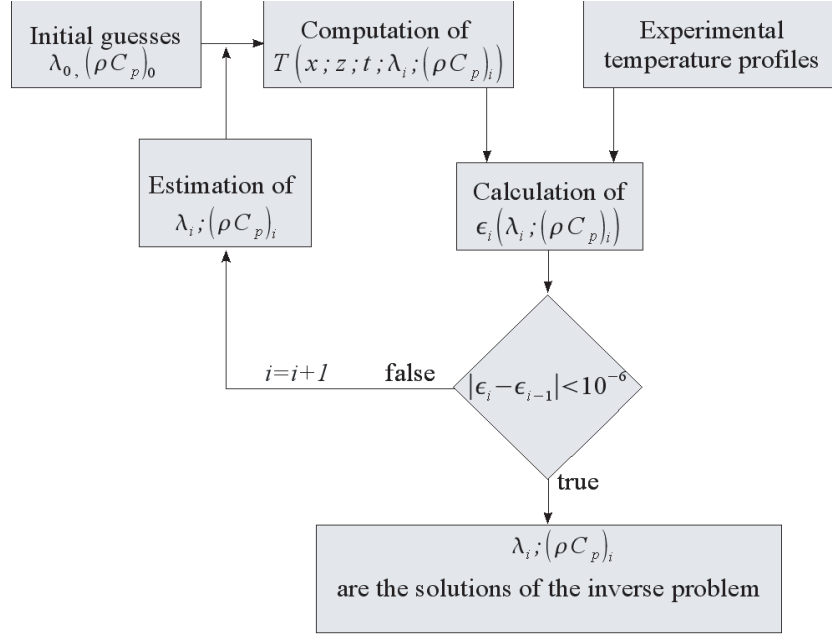 Initial guesses
λ₀, (ρCₚ)₀
Computation of
T(x; z; t; λᵢ; (ρCₚ)ᵢ)
Experimental
temperature profiles
Estimation of
λᵢ; (ρCₚ)ᵢ
Calculation of
ϵᵢ(λᵢ; (ρCₚ)ᵢ)
i=i+1 false
|ϵᵢ−ϵᵢ₋₁|<10⁻⁶
true
λᵢ; (ρCₚ)ᵢ
are the solutions of the inverse problem